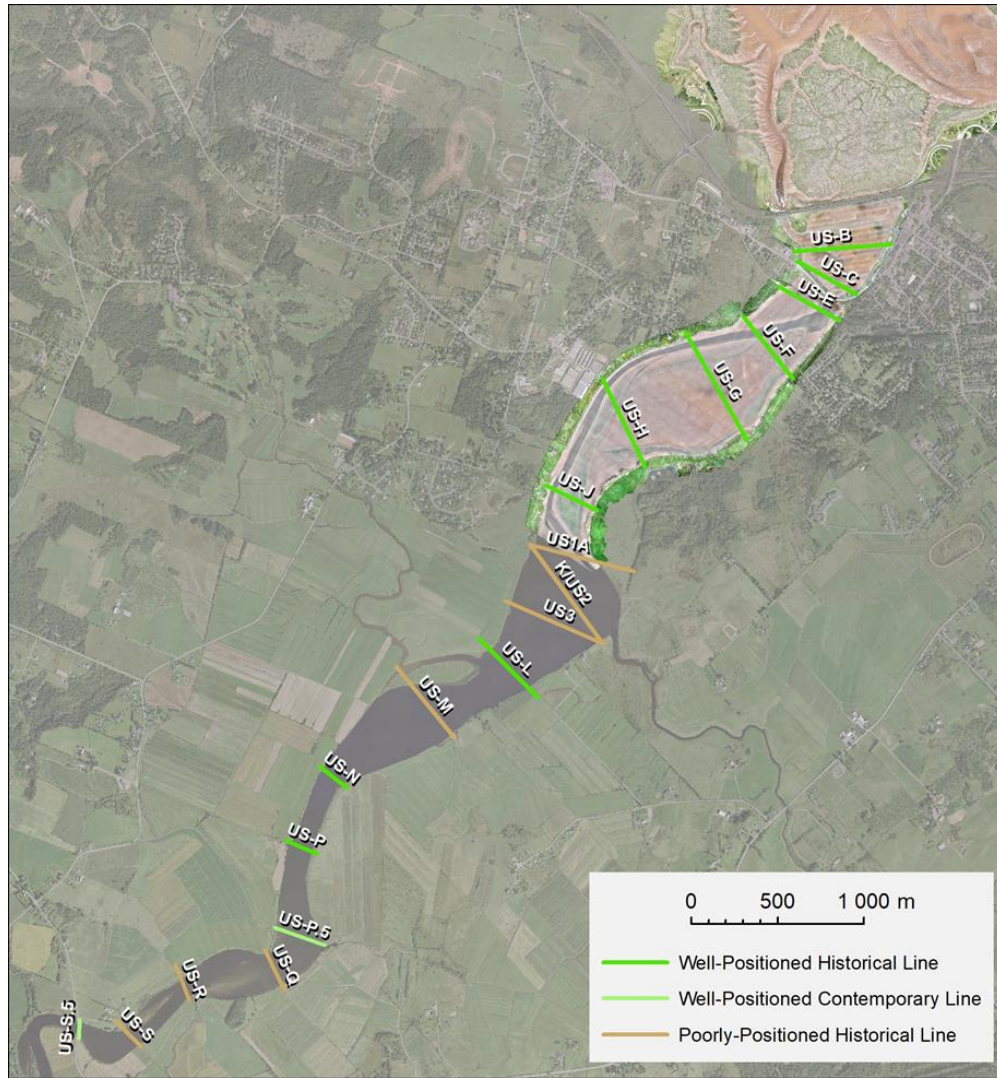 US-B
US-C
US-E
US-F
US-G
US-H
US-J
US1A
K/US2
US3
US-L
US-M
US-N
US-P
US-P.5
US-Q
US-R
US-S
US-S.5
0 500 1 000 m
Well-Positioned Historical Line
Well-Positioned Contemporary Line
Poorly-Positioned Historical Line